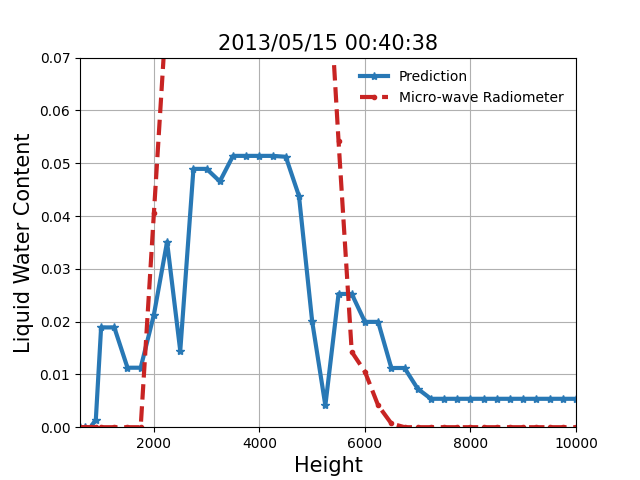 2013/05/15 00:40:38
Liquid Water Content
0.07
0.06
0.05
0.04
0.03
0.02
0.01
0.00
Prediction
Micro-wave Radiometer
2000 4000 6000 8000 10000
Height